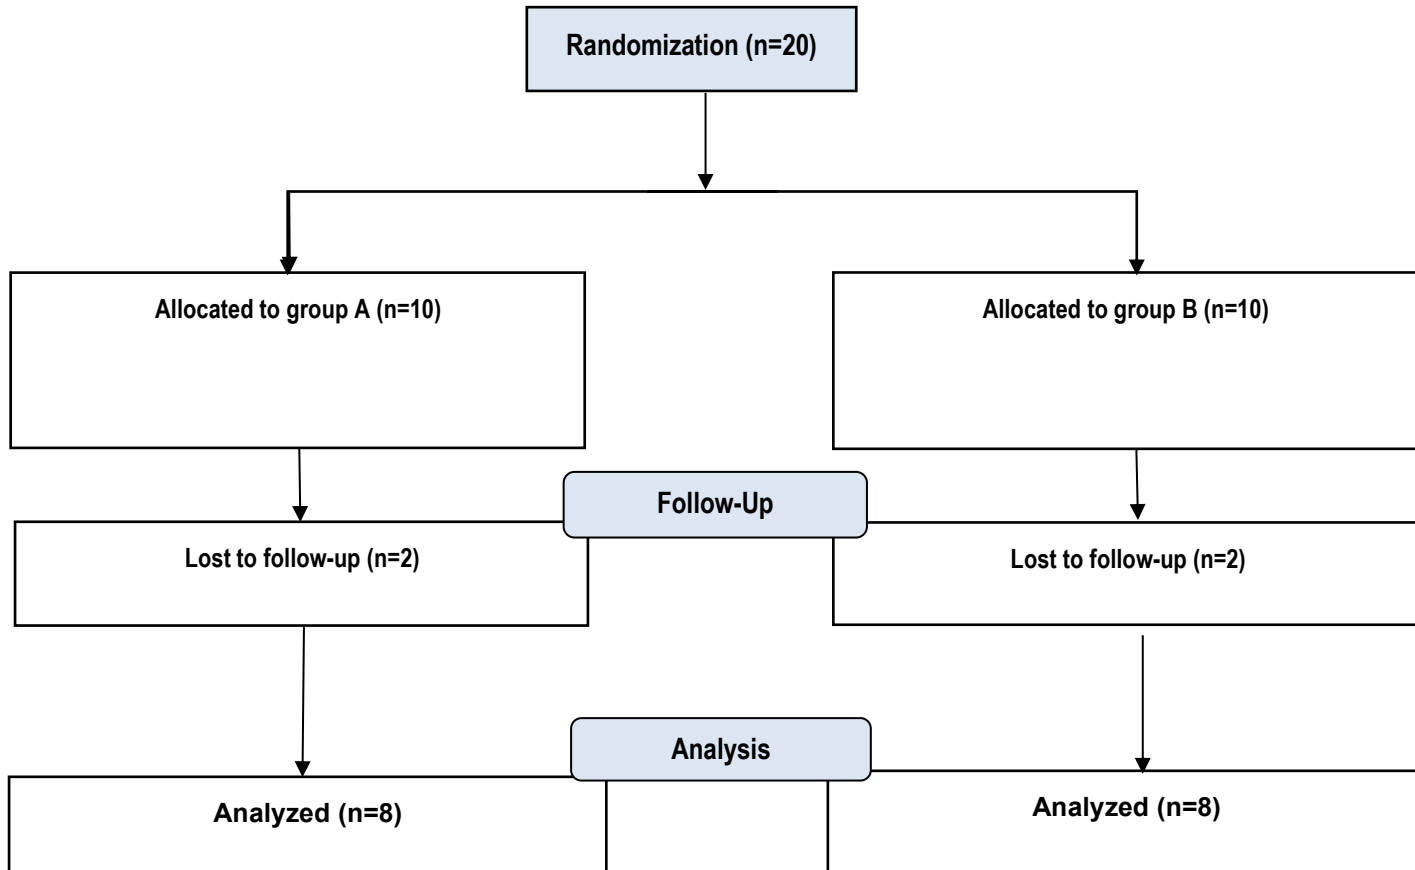 Randomization (n=20)
Allocated to group A (n=10)
Allocated to group B (n=10)
Follow-Up
Lost to follow-up (n=2)
Lost to follow-up (n=2)
Analysis
Analyzed (n=8)
Analyzed (n=8)